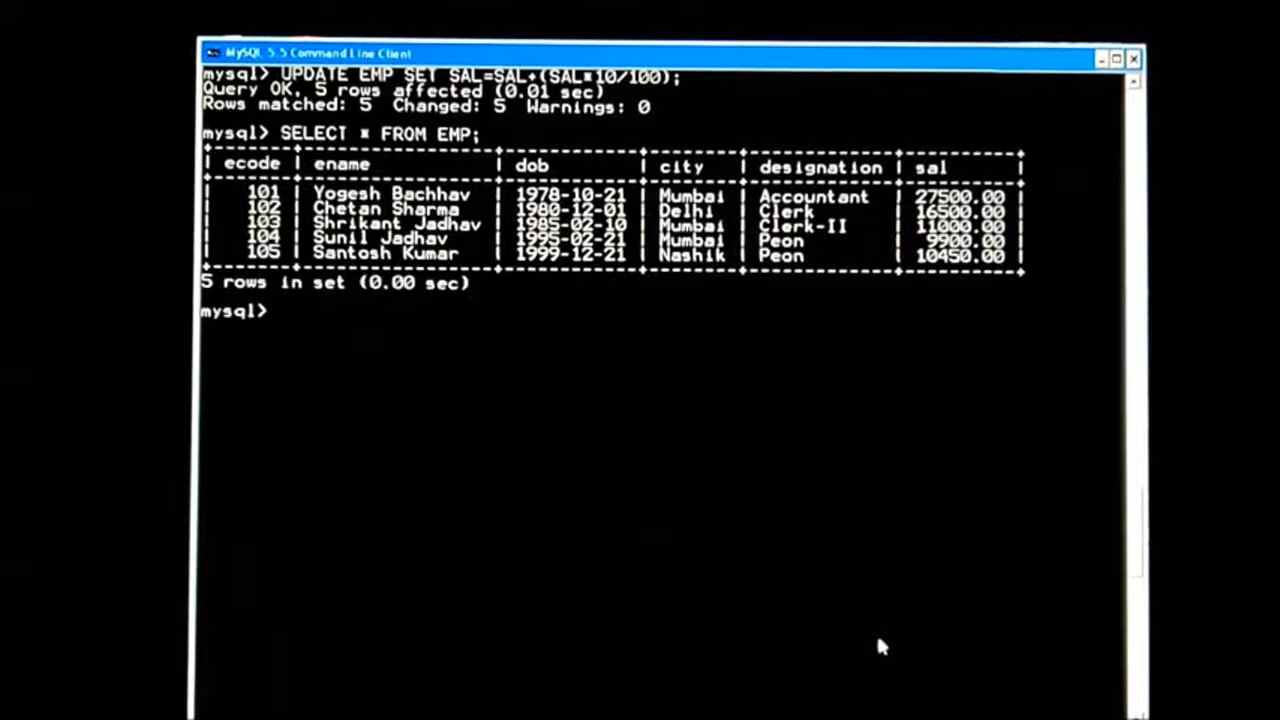 MySQL 5.5 Command Line Client
mysql> UPDATE EMP SET SAL=SAL+(SAL*10/100);
Query OK, 5 rows affected (0.01 sec)
Rows matched: 5  Changed: 5  Warnings: 0
mysql> SELECT * FROM EMP;
| ecode | ename | dob | city | designation | sal |
| 101 | Yogesh Bachhav | 1978-10-21 | Mumbai | Accountant | 27500.00 |
| 102 | Chetan Sharma | 1980-12-01 | Delhi | Clerk | 16500.00 |
| 103 | Shrikant Jadhav | 1985-02-10 | Mumbai | Clerk-II | 11000.00 |
| 104 | Sunil Jadhav | 1995-02-21 | Mumbai | Peon | 9900.00 |
| 105 | Santosh Kumar | 1999-12-21 | Nashik | Peon | 10450.00 |
5 rows in set (0.00 sec)
mysql>